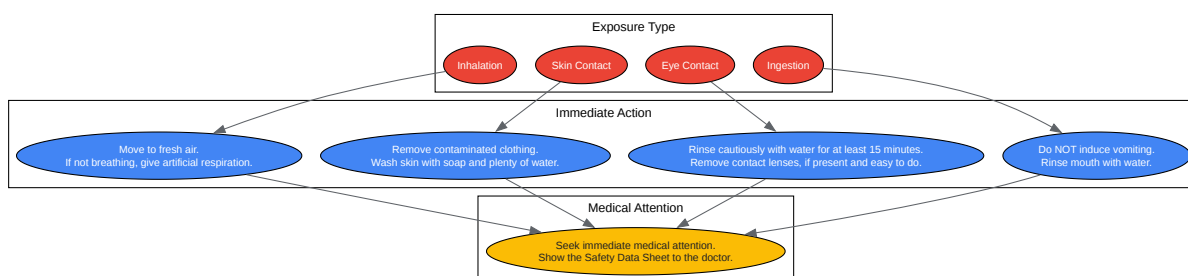 Exposure Type
Inhalation
Skin Contact
Eye Contact
Ingestion
Immediate Action
Move to fresh air.
If not breathing, give artificial respiration.
Remove contaminated clothing.
Wash skin with soap and plenty of water.
Rinse cautiously with water for at least 15 minutes.
Remove contact lenses, if present and easy to do.
Do NOT induce vomiting.
Rinse mouth with water.
Medical Attention
Seek immediate medical attention.
Show the Safety Data Sheet to the doctor.